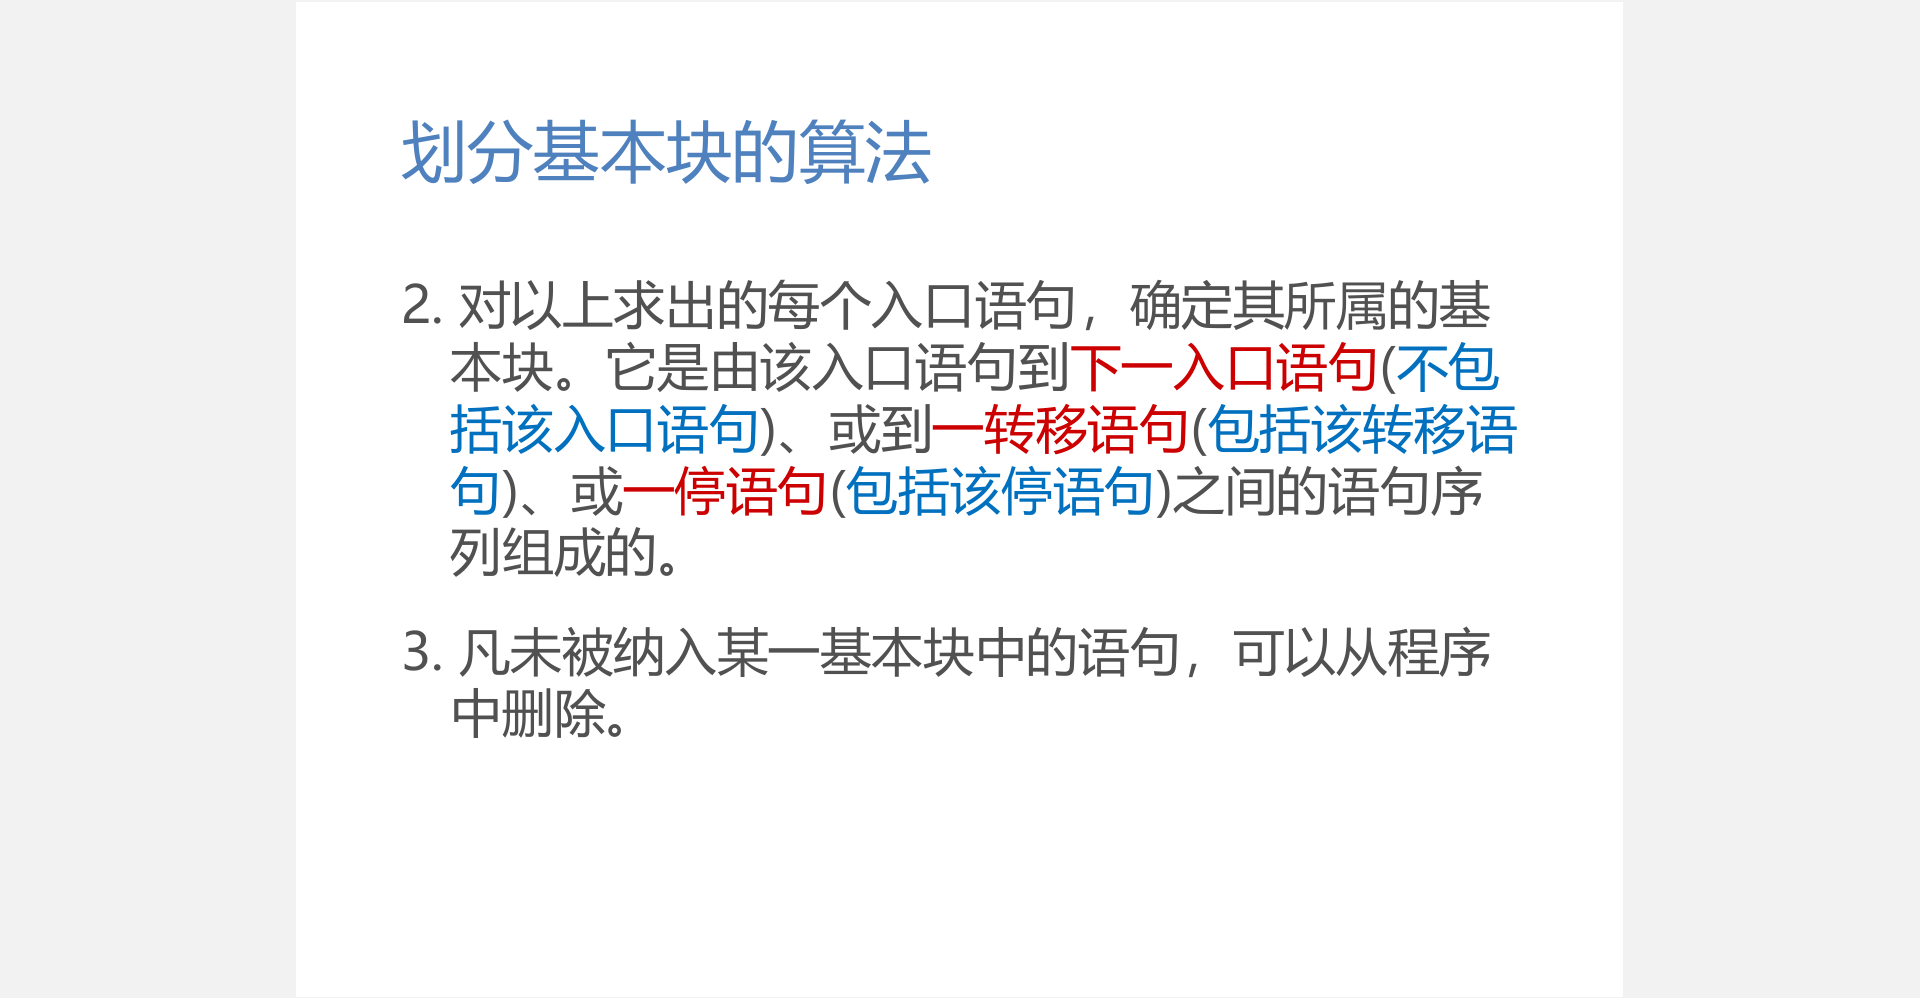 划分基本块的算法
2. 对以上求出的每个入口语句，确定其所属的基
本块。它是由该入口语句到下一入口语句(不包
括该入口语句)、或到一转移语句(包括该转移语
句)、或一停语句(包括该停语句)之间的语句序
列组成的。
3. 凡未被纳入某一基本块中的语句，可以从程序
中删除。